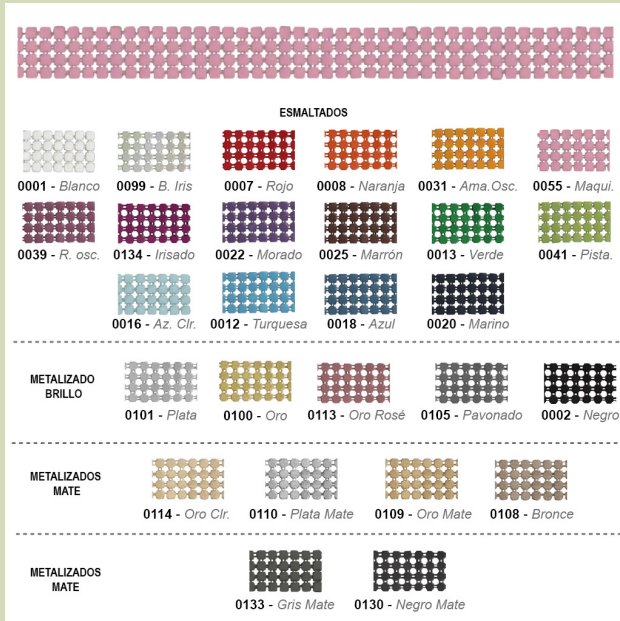 ESMALTADOS
0001 - Blanco
0099 - B. Iris
0007 - Rojo
0008 - Naranja
0031 - Ama.Osc.
0055 - Maqui.
0039 - R. osc.
0134 - Irisado
0022 - Morado
0025 - Marrón
0013 - Verde
0041 - Pista.
0016 - Az. Clr.
0012 - Turquesa
0018 - Azul
0020 - Marino
METALIZADO
BRILLO
0101 - Plata
0100 - Oro
0113 - Oro Rosé
0105 - Pavonado
0002 - Negro
METALIZADOS
MATE
0114 - Oro Clr.
0110 - Plata Mate
0109 - Oro Mate
0108 - Bronce
METALIZADOS
MATE
0133 - Gris Mate
0130 - Negro Mate